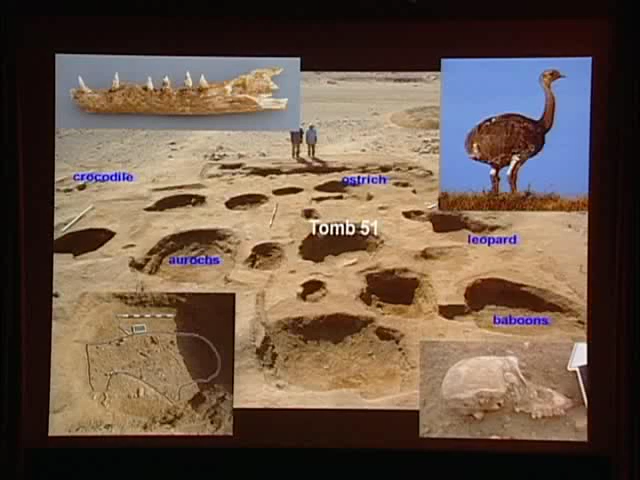 crocodile
ostrich
Tomb 51
leopard
aurochs
baboons